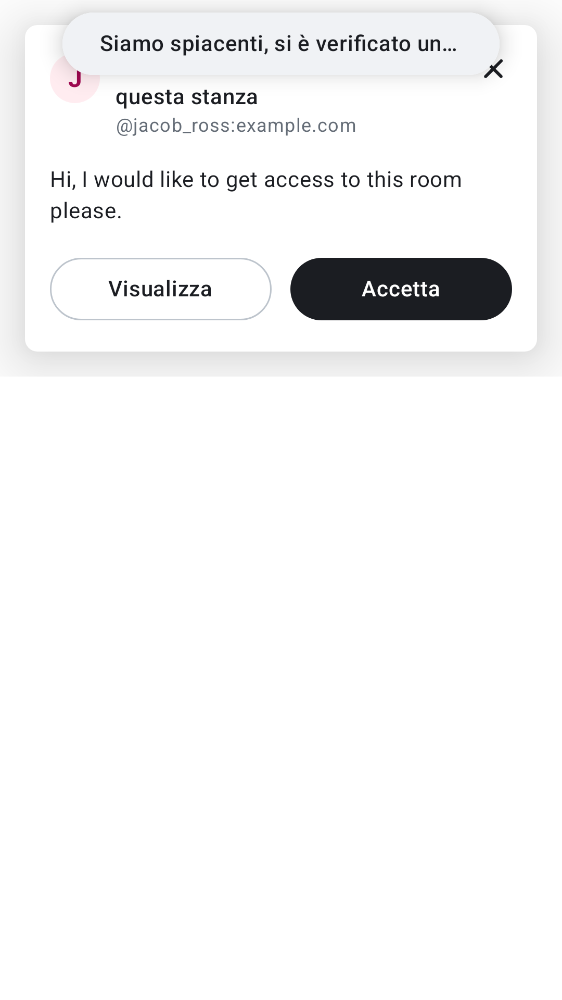 Siamo spiacenti, si è verificato un…
J
questa stanza
@jacob_ross:example.com
Hi, I would like to get access to this room
please.
Visualizza
Accetta